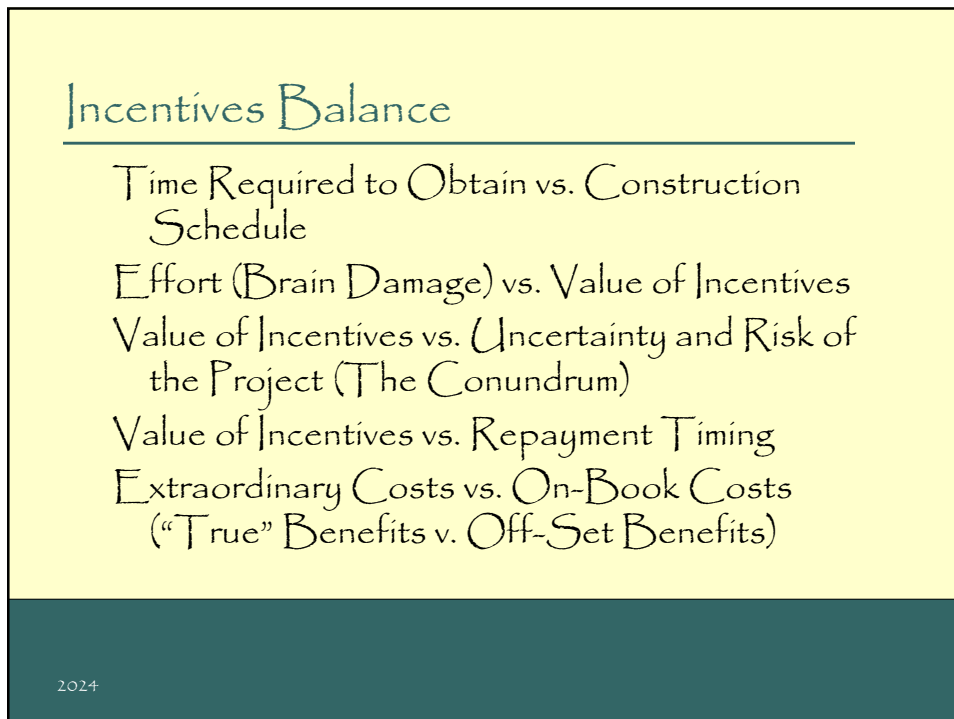 Incentives Balance
Time Required to Obtain vs. Construction
Schedule
Effort (Brain Damage) vs. Value of Incentives
Value of Incentives vs. Uncertainty and Risk of
the Project (The Conundrum)
Value of Incentives vs. Repayment Timing
Extraordinary Costs vs. On-Book Costs
(“True” Benefits v. Off-Set Benefits)
2024